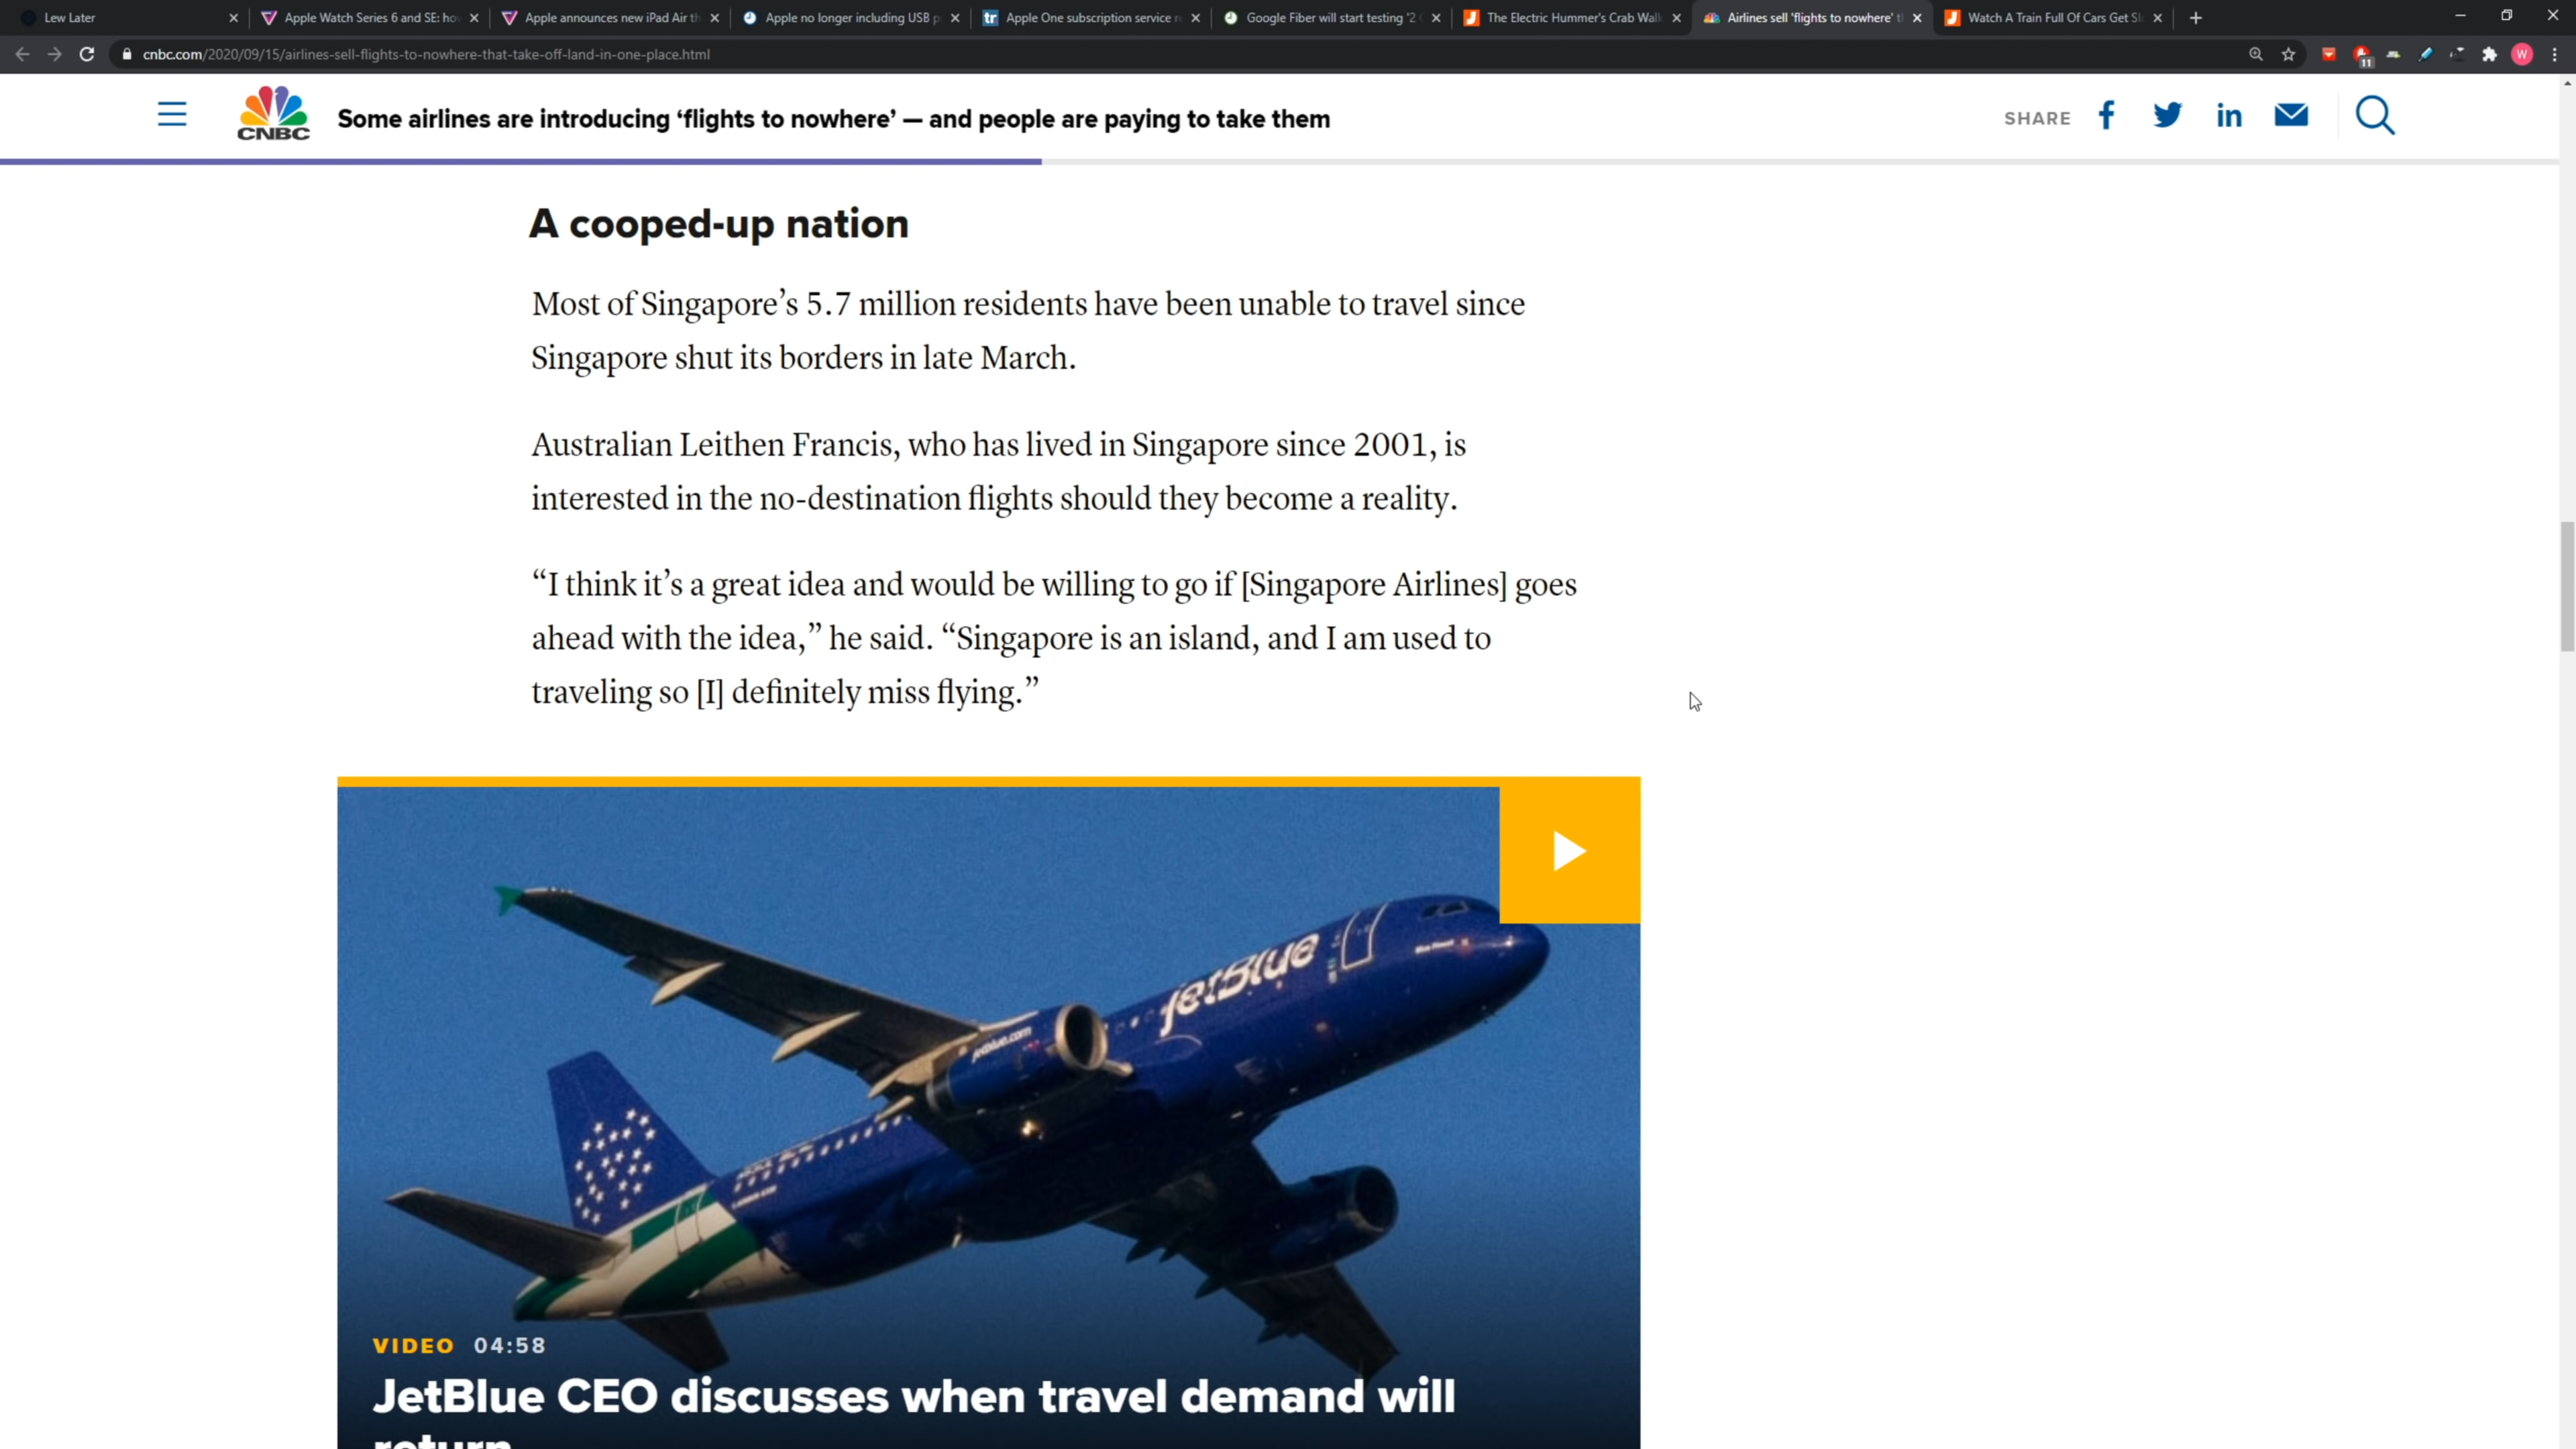 Lew Later
Apple Watch Series 6 and SE: ho
Apple announces new iPad Air th
Apple no longer including USB p
tr
Apple One subscription service r
Google Fiber will start testing '2
The Electric Hummer's Crab Walk
Airlines sell 'flights to nowhere' t
Watch A Train Full Of Cars Get Sl
cnbc.com/2020/09/15/airlines-sell-flights-to-nowhere-that-take-off-land-in-one-place.html
11
W
CNBC
Some airlines are introducing ‘flights to nowhere’ — and people are paying to take them
SHARE
A cooped-up nation
Most of Singapore’s 5.7 million residents have been unable to travel since
Singapore shut its borders in late March.
Australian Leithen Francis, who has lived in Singapore since 2001, is
interested in the no-destination flights should they become a reality.
“I think it’s a great idea and would be willing to go if [Singapore Airlines] goes
ahead with the idea,” he said. “Singapore is an island, and I am used to
traveling so [I] definitely miss flying.”
jetBlue
jetblue.com
VIDEO 04:58
JetBlue CEO discusses when travel demand will
return